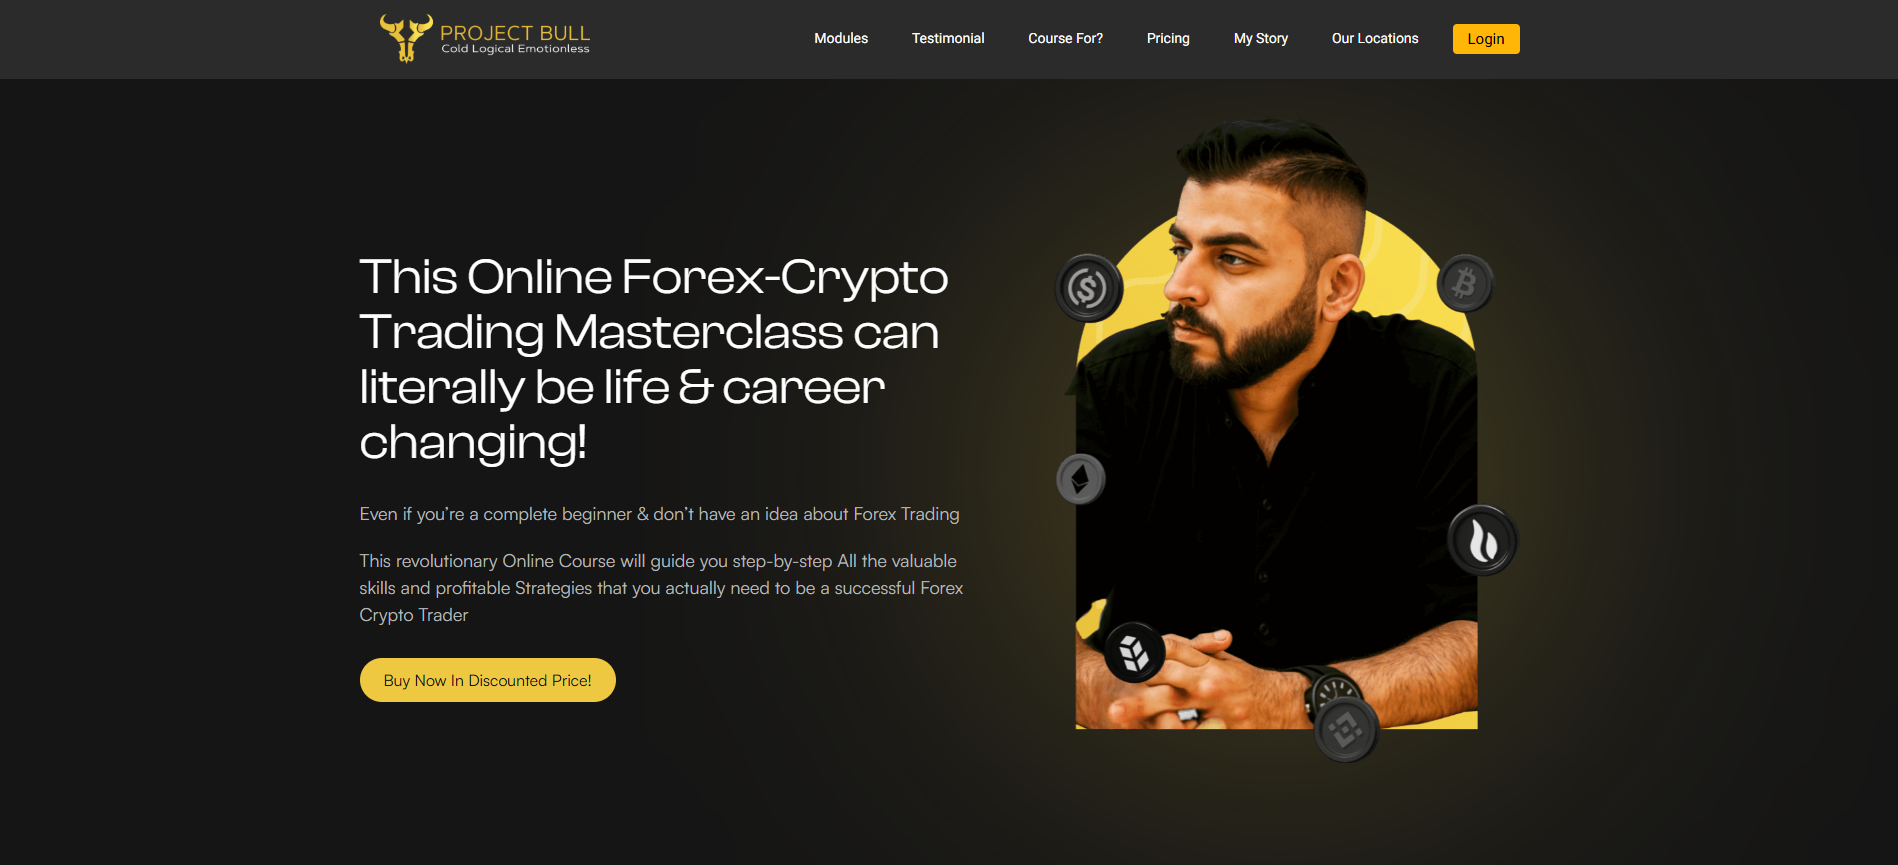 PROJECT BULL
Cold Logical Emotionless
Modules
Testimonial
Course For?
Pricing
My Story
Our Locations
Login
This Online Forex-Crypto
Trading Masterclass can
literally be life & career
changing!
Even if you’re a complete beginner & don’t have an idea about Forex Trading
This revolutionary Online Course will guide you step-by-step All the valuable
skills and profitable Strategies that you actually need to be a successful Forex
Crypto Trader
Buy Now In Discounted Price!